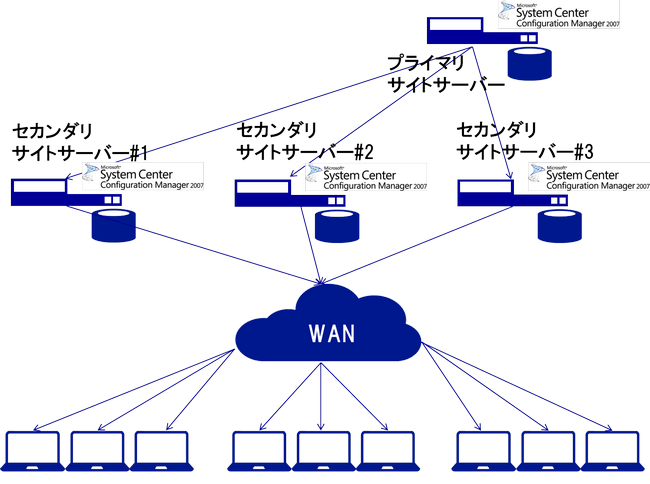 Microsoft
System Center
Configuration Manager 2007
プライマリ
サイトサーバー
セカンダリ
サイトサーバー#1
Microsoft
System Center
Configuration Manager 2007
セカンダリ
サイトサーバー#2
Microsoft
System Center
Configuration Manager 2007
セカンダリ
サイトサーバー#3
Microsoft
System Center
Configuration Manager 2007
WAN